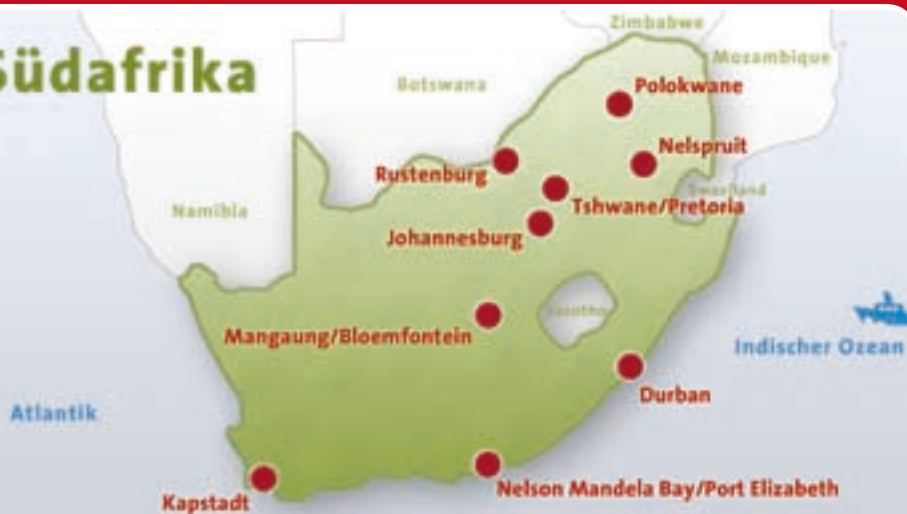 Südafrika
Zimbabwe
Mozambique
Botswana
Polokwane
Nelspruit
Rustenburg
Swasiland
Tshwane/Pretoria
Namibia
Johannesburg
Lesotho
Mangaung/Bloemfontein
Indischer Ozean
Durban
Atlantik
Nelson Mandela Bay/Port Elizabeth
Kapstadt